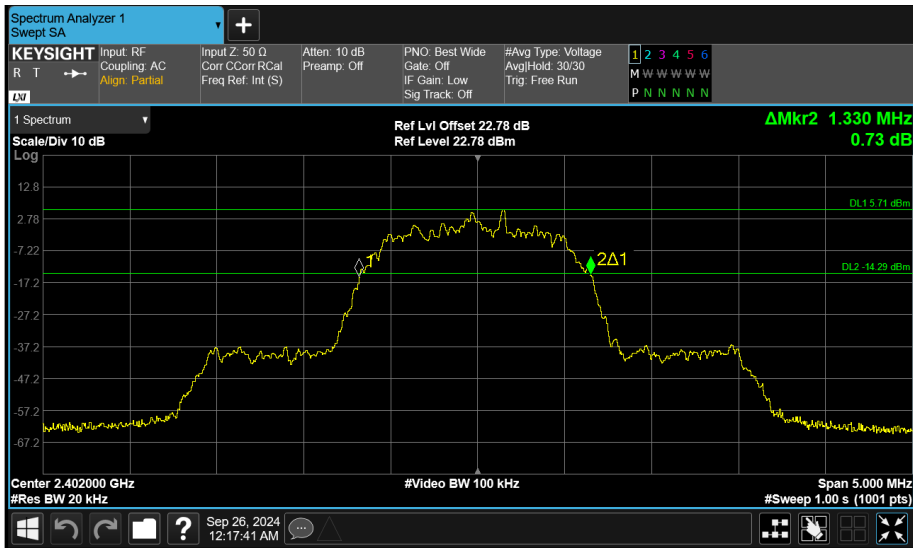 Spectrum Analyzer 1
Swept SA
+
KEYSIGHT
R T
LXI
Input: RF
Coupling: AC
Align: Partial
Input Z: 50 Ω
Corr CCorr RCal
Freq Ref: Int (S)
Atten: 10 dB
Preamp: Off
PNO: Best Wide
Gate: Off
IF Gain: Low
Sig Track: Off
#Avg Type: Voltage
Avg|Hold: 30/30
Trig: Free Run
1 2 3 4 5 6
M W W W W W
P N N N N N
1 Spectrum
Scale/Div 10 dB
Ref Lvl Offset 22.78 dB
Ref Level 22.78 dBm
ΔMkr2 1.330 MHz
0.73 dB
Log
12.8
2.78
-7.22
-17.2
-27.2
-37.2
-47.2
-57.2
-67.2
DL1 5.71 dBm
1
2Δ1
DL2 -14.29 dBm
Center 2.402000 GHz
#Res BW 20 kHz
#Video BW 100 kHz
Span 5.000 MHz
#Sweep 1.00 s (1001 pts)
?
Sep 26, 2024
12:17:41 AM